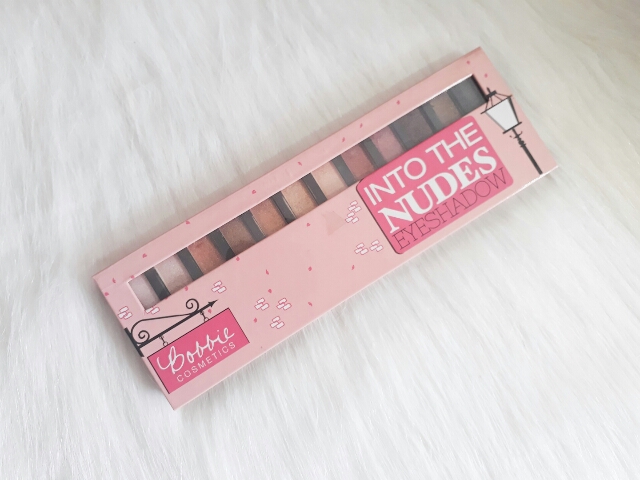 INTO THE
NUDES
EYESHADOW
Bobbie
COSMETICS